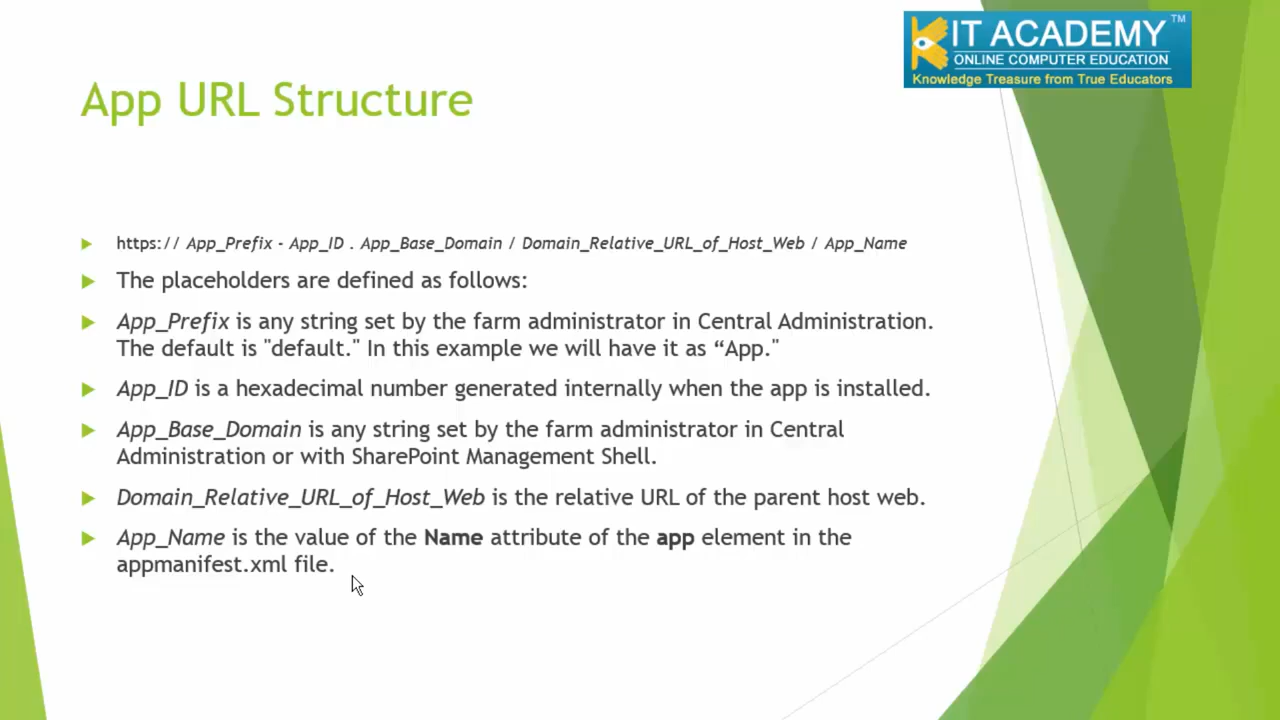 KIT ACADEMY™
ONLINE COMPUTER EDUCATION
Knowledge Treasure from True Educators
App URL Structure
https:// App_Prefix - App_ID . App_Base_Domain / Domain_Relative_URL_of_Host_Web / App_Name
The placeholders are defined as follows:
App_Prefix is any string set by the farm administrator in Central Administration.
The default is "default." In this example we will have it as “App."
App_ID is a hexadecimal number generated internally when the app is installed.
App_Base_Domain is any string set by the farm administrator in Central
Administration or with SharePoint Management Shell.
Domain_Relative_URL_of_Host_Web is the relative URL of the parent host web.
App_Name is the value of the Name attribute of the app element in the
appmanifest.xml file.